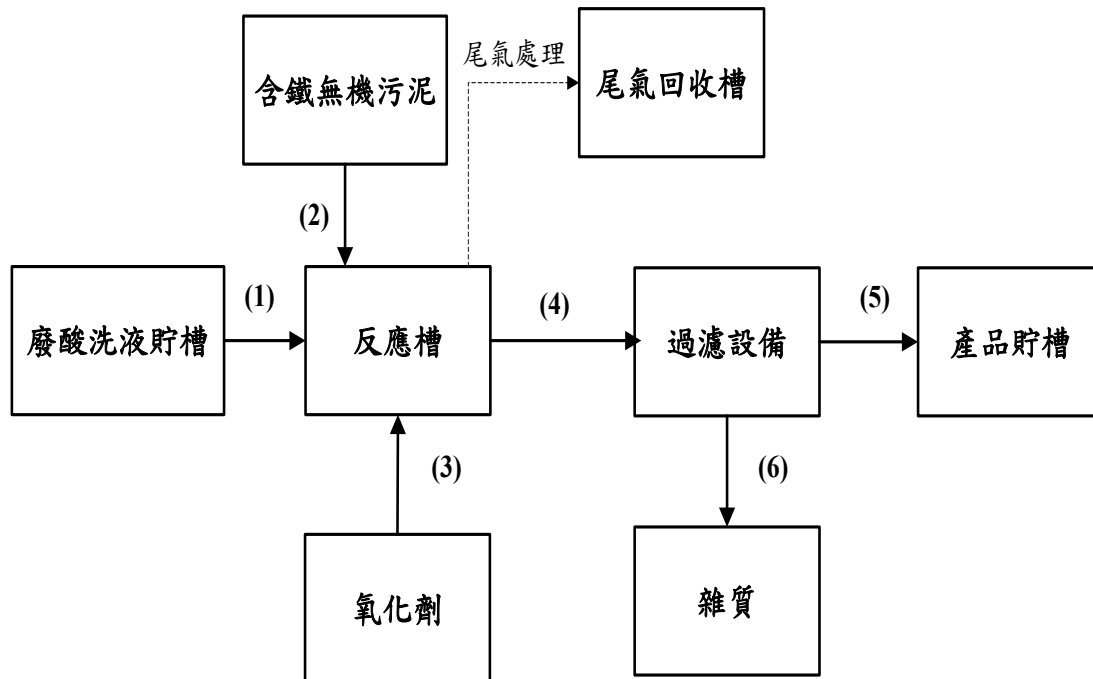 尾氣處理
含鐵無機污泥
尾氣回收槽
(2)
(1)
(4)
(5)
廢酸洗液貯槽
反應槽
過濾設備
產品貯槽
(3)
(6)
氧化劑
雜質